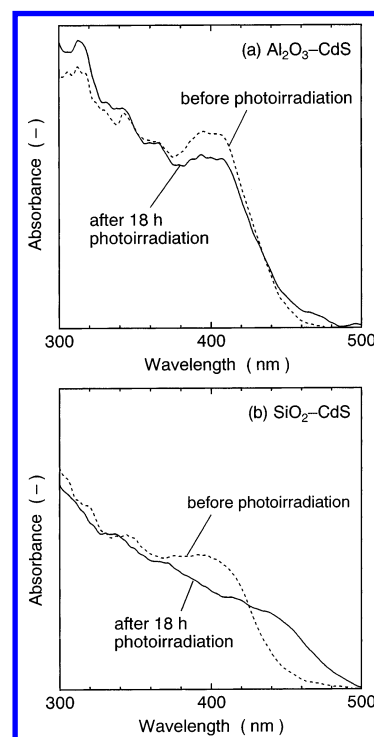 (a) Al₂O₃–CdS
before photoirradiation
after 18 h
photoirradiation
Absorbance (–)
300
400
500
Wavelength (nm)
(b) SiO₂–CdS
before photoirradiation
after 18 h
photoirradiation
Absorbance (–)
300
400
500
Wavelength (nm)